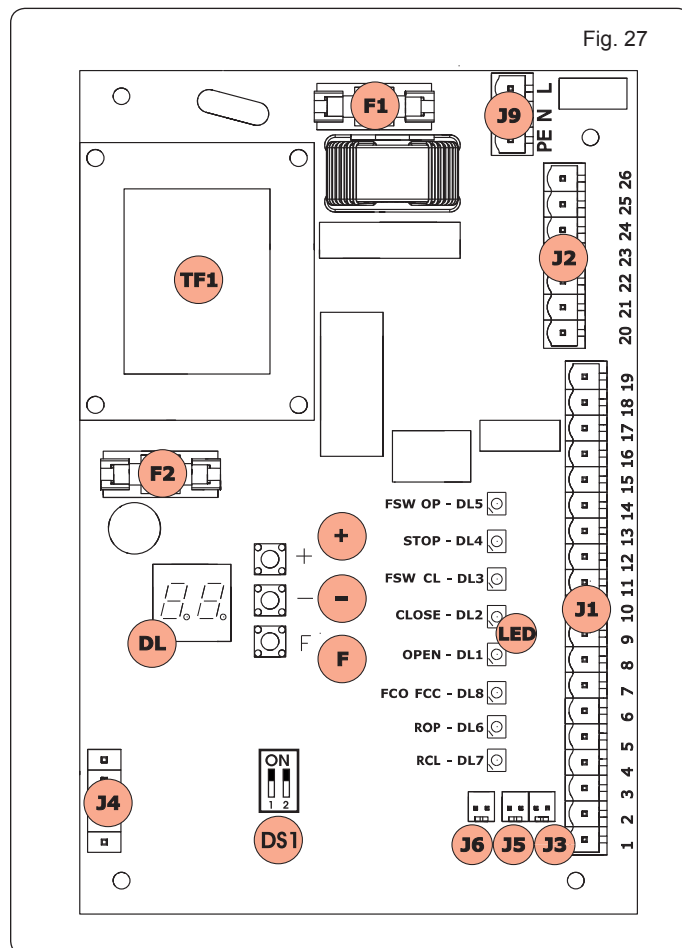 Fig. 27
F1
J9
PE N L
TF1
J2
26
25
24
23
22
21
20
19
18
17
16
15
14
13
12
11
10
9
8
7
6
5
4
3
2
1
J1
F2
FSW OP - DL5
STOP - DL4
FSW CL - DL3
CLOSE - DL2
LED
OPEN - DL1
FCO FCC - DL8
ROP - DL6
RCL - DL7
+ +
- -
F F
8.8.
DL
ON
1 2
DS1
J4
J6
J5
J3